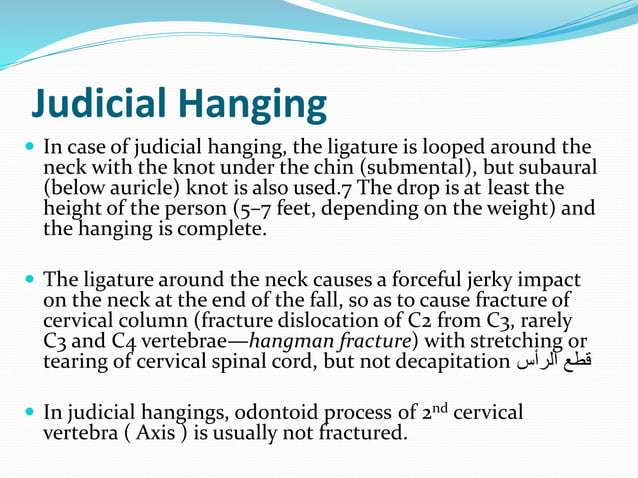 Judicial Hanging
• In case of judicial hanging, the ligature is looped around the
neck with the knot under the chin (submental), but subaural
(below auricle) knot is also used.7 The drop is at least the
height of the person (5–7 feet, depending on the weight) and
the hanging is complete.
• The ligature around the neck causes a forceful jerky impact
on the neck at the end of the fall, so as to cause fracture of
cervical column (fracture dislocation of C2 from C3, rarely
C3 and C4 vertebrae—hangman fracture) with stretching or
tearing of cervical spinal cord, but not decapitation قطع الرأس
• In judicial hangings, odontoid process of 2nd cervical
vertebra ( Axis ) is usually not fractured.